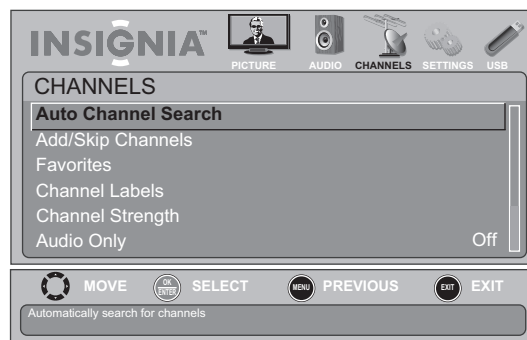 INSIGNIA™
PICTURE AUDIO CHANNELS SETTINGS USB
CHANNELS
Auto Channel Search
Add/Skip Channels
Favorites
Channel Labels
Channel Strength
Audio Only Off
MOVE OK ENTER SELECT MENU PREVIOUS EXIT EXIT
Automatically search for channels